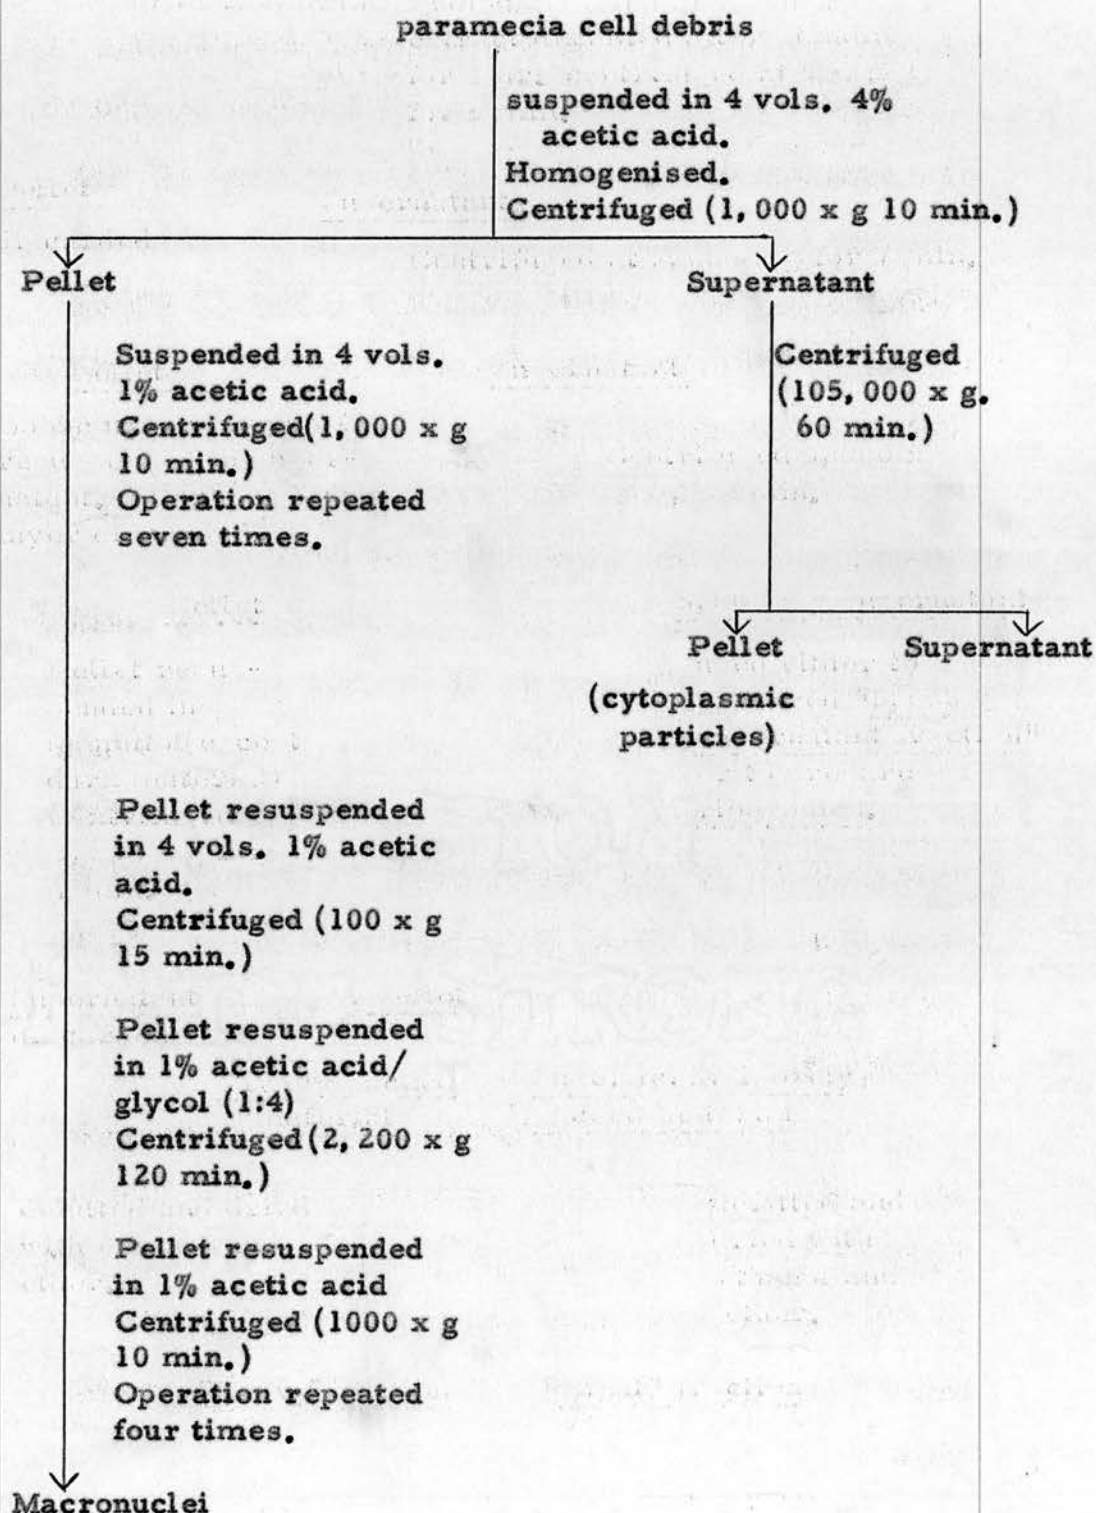 paramecia cell debris
suspended in 4 vols. 4%
acetic acid.
Homogenised.
Centrifuged (1, 000 x g 10 min.)
Pellet
Supernatant
Suspended in 4 vols.
1% acetic acid.
Centrifuged(1, 000 x g
10 min.)
Operation repeated
seven times.
Centrifuged
(105, 000 x g.
60 min.)
Pellet
Supernatant
(cytoplasmic
particles)
Pellet resuspended
in 4 vols. 1% acetic
acid.
Centrifuged (100 x g
15 min.)
Pellet resuspended
in 1% acetic acid/
glycol (1:4)
Centrifuged(2, 200 x g
120 min.)
Pellet resuspended
in 1% acetic acid
Centrifuged (1000 x g
10 min.)
Operation repeated
four times.
Macronuclei